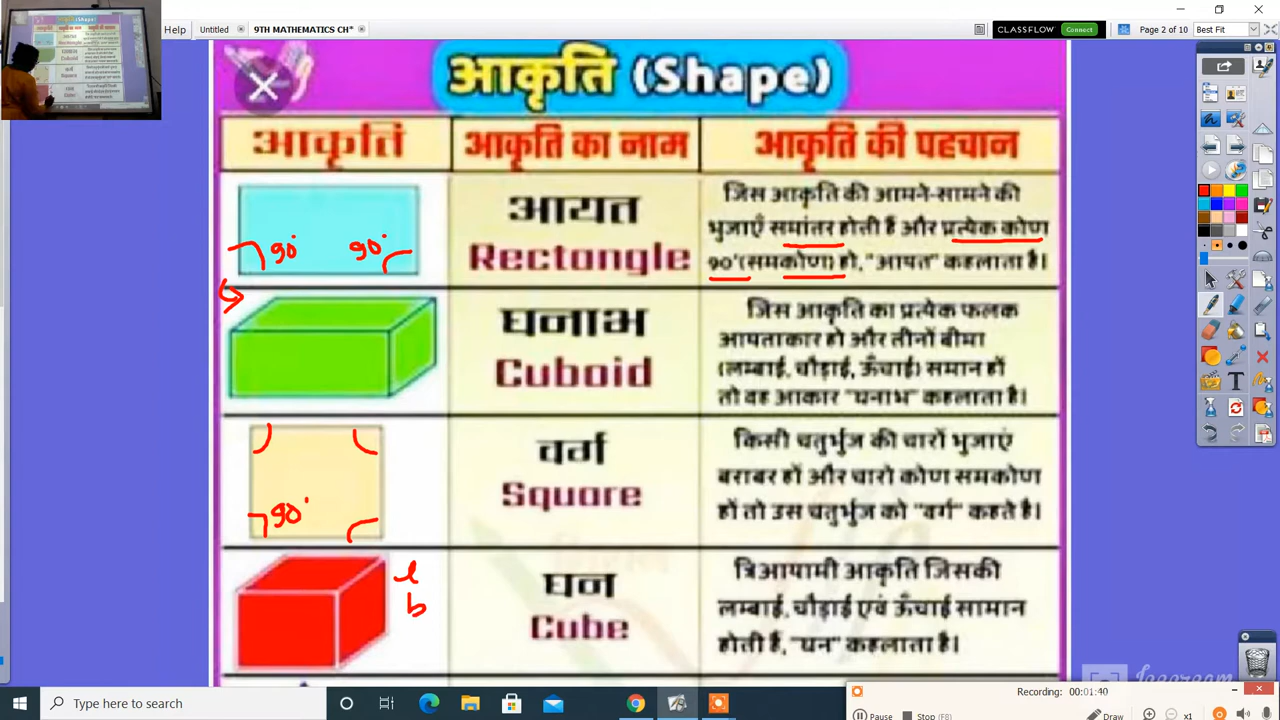 Help
Untitled
9TH MATHEMATICS CH*
CLASSFLOW
Connect
Page 2 of 10
Best Fit
आकृति (Shape)
आकृति
आकृति का नाम
आकृति की पहचान
90°
90°
आयत
Rectangle
जिस आकृति की आमने-सामने की
भुजाएँ समांतर होती हैं और प्रत्येक कोण
90°(समकोण) हो, "आयत" कहलाता है।
घनाभ
Cuboid
जिस आकृति का प्रत्येक फलक
आयताकार हो और तीनों बीमा
(लम्बाई, चौड़ाई, ऊँचाई) समान हों
तो वह आकार "घनाभ" कहलाता है।
90°
वर्ग
Square
किसी चतुर्भुज की चारों भुजाएं
बराबर हों और चारो कोण समकोण
हों तो उस चतुर्भुज को "वर्ग" कहते है।
l
b
घन
Cube
त्रिआयामी आकृति जिसकी
लम्बाई, चौड़ाई एवं ऊँचाई सामान
होती हैं, "घन" कहलाता है।
Icecream
Recording: 00:01:40
Pause
Stop (F8)
Draw
x1
Type here to search